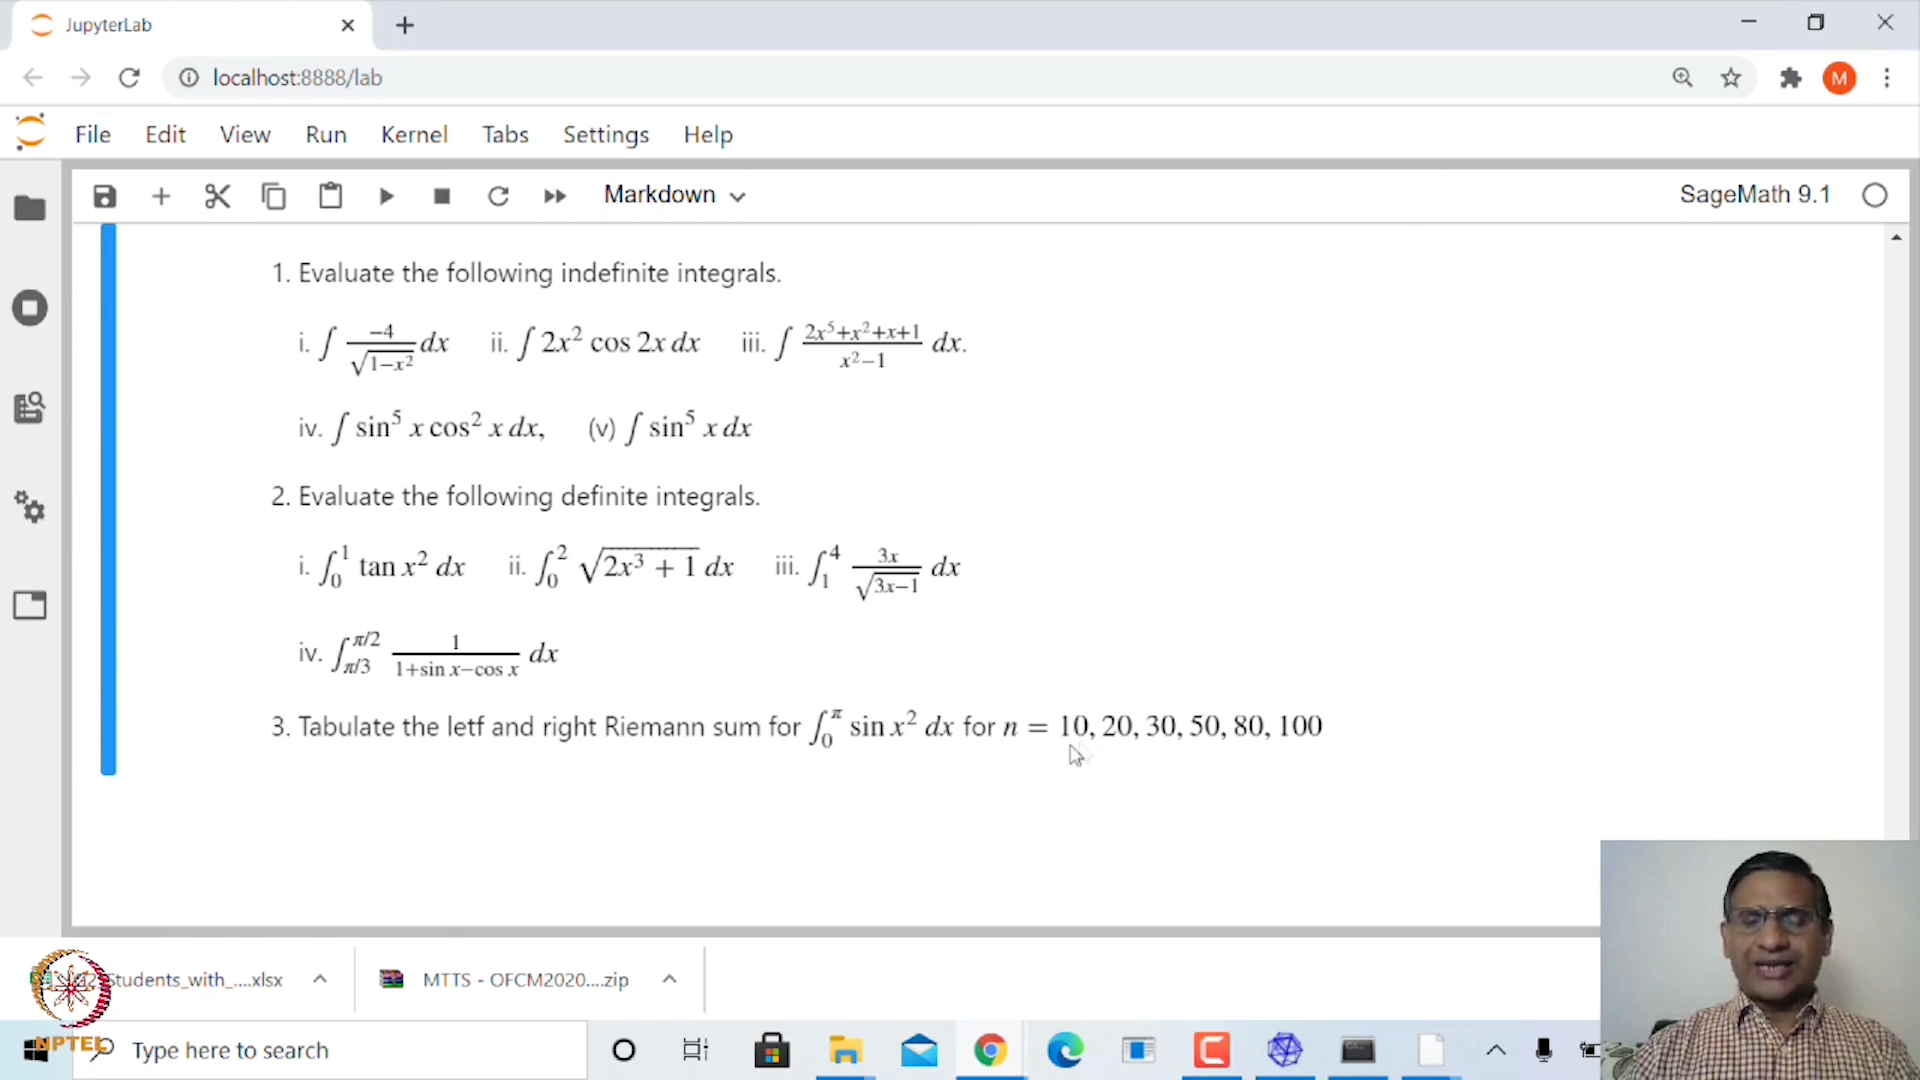 JupyterLab
localhost:8888/lab
M
File Edit View Run Kernel Tabs Settings Help
Markdown SageMath 9.1
1. Evaluate the following indefinite integrals.
i. ∫ −4/√(1−x²) dx ii. ∫ 2x² cos 2x dx iii. ∫ (2x⁵+x²+x+1)/(x²−1) dx.
iv. ∫ sin⁵ x cos² x dx, (v) ∫ sin⁵ x dx
2. Evaluate the following definite integrals.
i. ∫₀¹ tan x² dx ii. ∫₀² √(2x³ + 1) dx iii. ∫₁⁴ 3x/√(3x−1) dx
iv. ∫_{π/3}^{π/2} 1/(1+sin x−cos x) dx
3. Tabulate the letf and right Riemann sum for ∫₀^π sin x² dx for n = 10, 20, 30, 50, 80, 100
Students_with_....xlsx MTTS - OFCM2020....zip
NPTEL
Type here to search